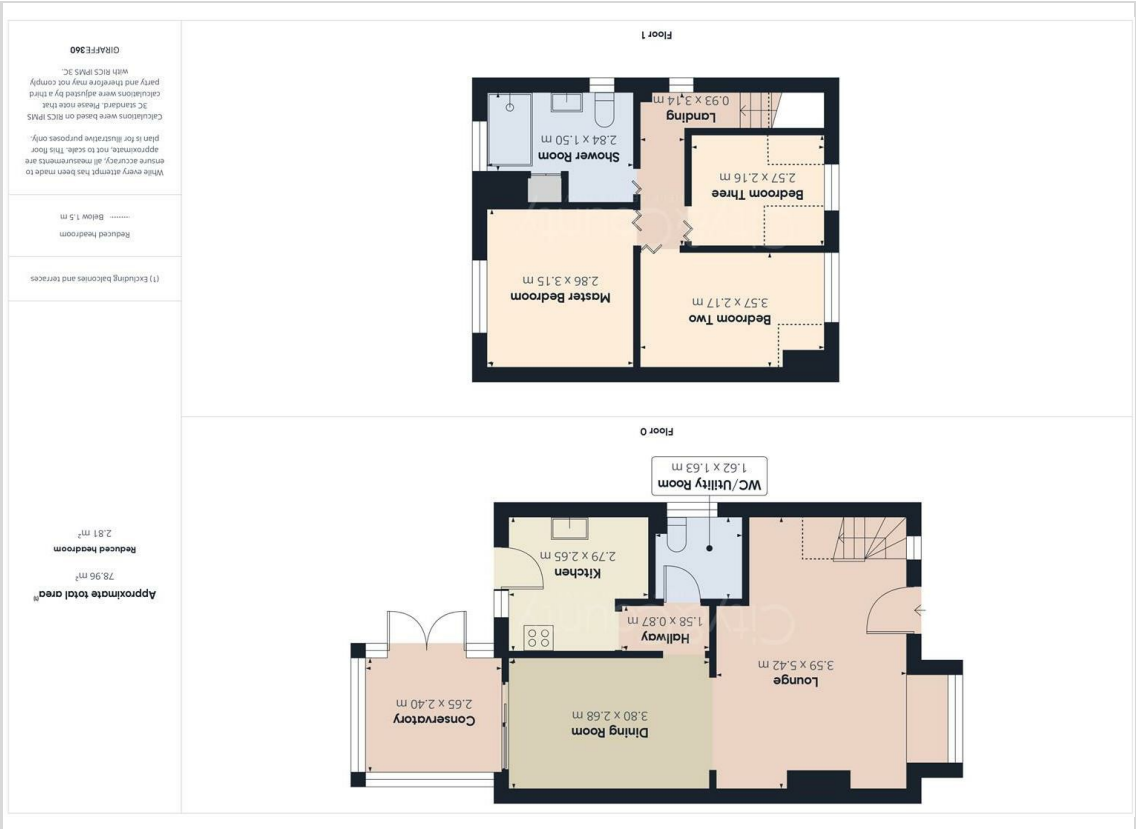 Floor 0
WC/Utility Room
1.62 x 1.63 m
Kitchen
2.79 x 2.65 m
Hallway
1.58 x 0.87 m
Lounge
3.59 x 5.42 m
Dining Room
3.80 x 2.68 m
Conservatory
2.65 x 2.40 m
Floor 1
Landing
0.93 x 3.14 m
Shower Room
2.84 x 1.50 m
Bedroom Three
2.57 x 2.16 m
Master Bedroom
2.86 x 3.15 m
Bedroom Two
3.57 x 2.17 m
Approximate total area(1)
78.96 m²
Reduced headroom
2.81 m²
(1) Excluding balconies and terraces
Reduced headroom
Below 1.5 m
While every attempt has been made to
ensure accuracy, all measurements are
approximate, not to scale. This floor
plan is for illustrative purposes only.
Calculations were based on RICS IPMS
3C standard. Please note that
calculations were adjusted by a third
party and therefore may not comply
with RICS IPMS 3C.
GIRAFFE360